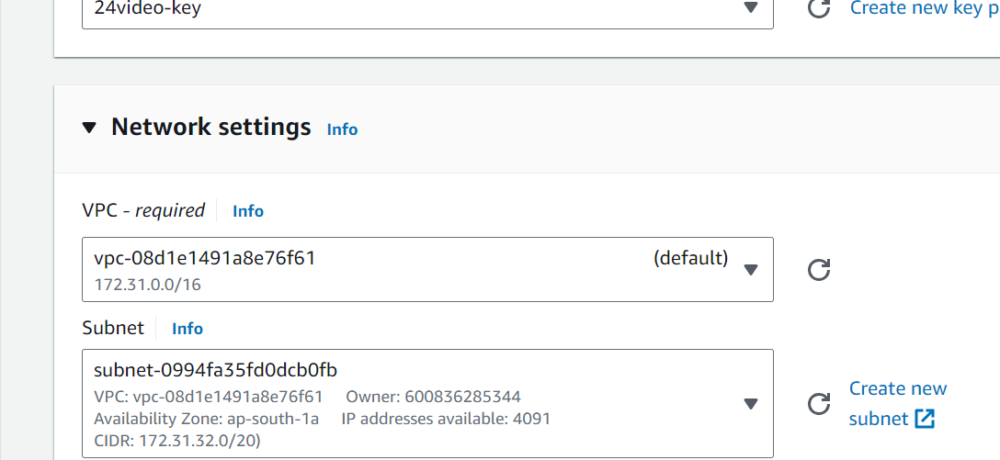 24video-key
Create new key p
Network settings Info
VPC - required Info
vpc-08d1e1491a8e76f61 (default)
172.31.0.0/16
Subnet Info
subnet-0994fa35fd0dcb0fb
VPC: vpc-08d1e1491a8e76f61 Owner: 600836285344
Availability Zone: ap-south-1a IP addresses available: 4091
CIDR: 172.31.32.0/20)
Create new
subnet